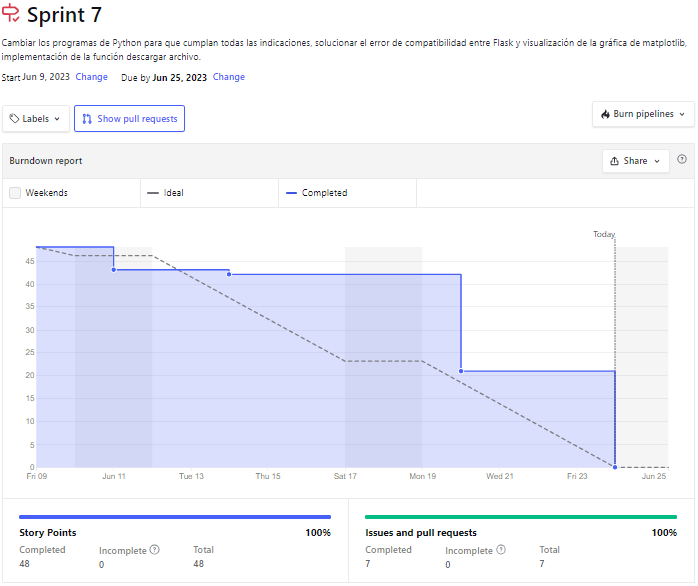 Sprint 7
Cambiar los programas de Python para que cumplan todas las indicaciones, solucionar el error de compatibilidad entre Flask y visualización de la gráfica de matplotlib,
implementación de la función descargar archivo.
Start Jun 9, 2023 Change Due by Jun 25, 2023 Change
Labels Show pull requests Burn pipelines
Burndown report Share
Weekends Ideal Completed
Today
45
40
35
30
25
20
15
10
5
0
Fri 09 Jun 11 Tue 13 Thu 15 Sat 17 Mon 19 Wed 21 Fri 23 Jun 25
Story Points 100%
Completed Incomplete Total
48 0 48
Issues and pull requests 100%
Completed Incomplete Total
7 0 7